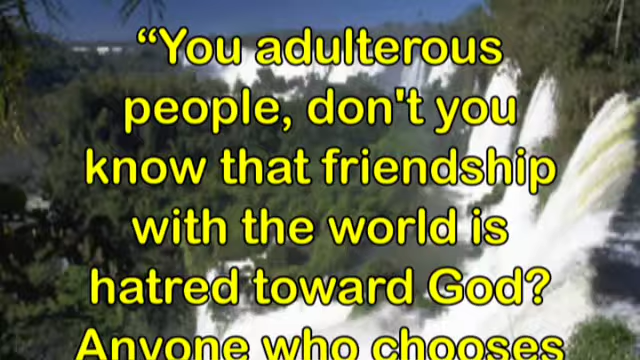 “You adulterous
people, don't you
know that friendship
with the world is
hatred toward God?
Anyone who chooses